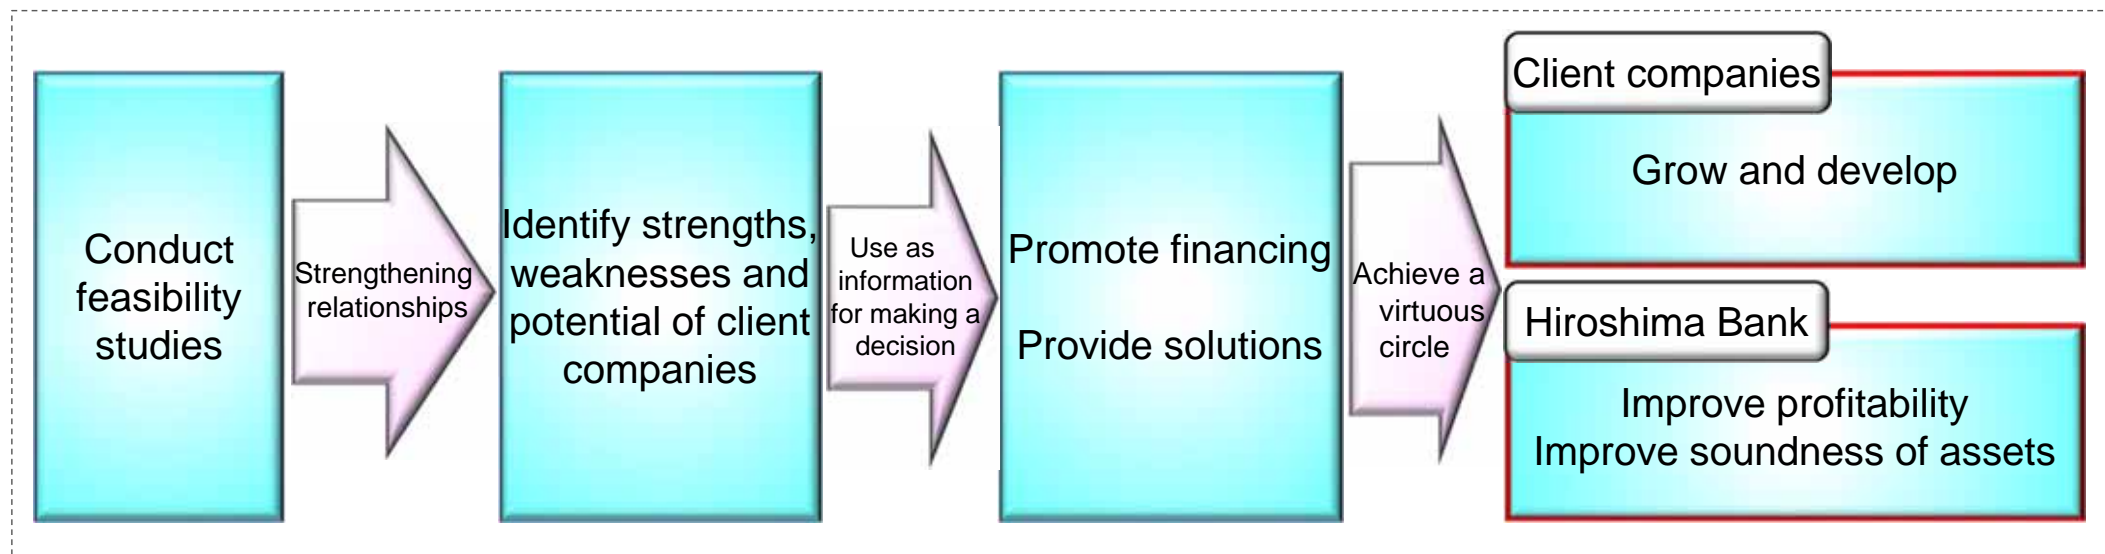 Conduct
feasibility
studies
Strengthening
relationships
Identify strengths,
weaknesses and
potential of client
companies
Use as
information
for making a
decision
Promote financing
Provide solutions
Achieve a
virtuous
circle
Client companies
Grow and develop
Hiroshima Bank
Improve profitability
Improve soundness of assets